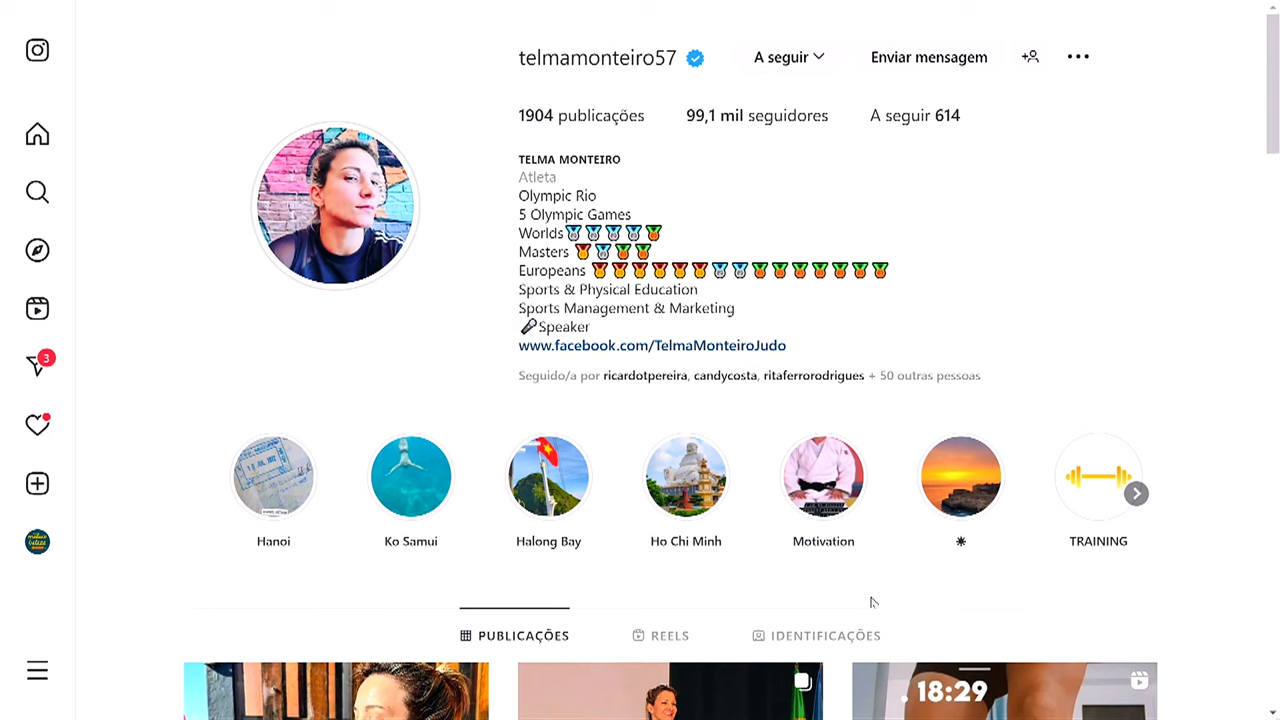 telmamonteiro57
A seguir
Enviar mensagem
1904 publicações
99,1 mil seguidores
A seguir 614
TELMA MONTEIRO
Atleta
Olympic Rio
5 Olympic Games
Worlds🥈🥈🥈🥈🥉
Masters 🥇🥈🥉🥉
Europeans 🥇🥇🥇🥇🥇🥇🥈🥈🥉🥉🥉🥉🥉🥉🥉
Sports & Physical Education
Sports Management & Marketing
🎤Speaker
www.facebook.com/TelmaMonteiroJudo
Seguido/a por ricardotpereira, candycosta, ritaferrorodrigues + 50 outras pessoas
3
Hanoi
Ko Samui
Halong Bay
Ho Chi Minh
Motivation
☀
TRAINING
PUBLICAÇÕES
REELS
IDENTIFICAÇÕES
18:29